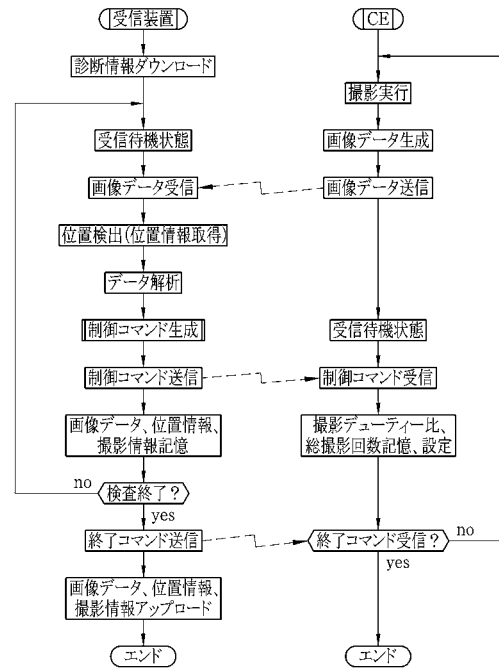 受信装置
診断情報ダウンロード
受信待機状態
画像データ受信
位置検出(位置情報取得)
データ解析
制御コマンド生成
制御コマンド送信
画像データ、位置情報、
撮影情報記憶
検査終了?
no
yes
終了コマンド送信
画像データ、位置情報、
撮影情報アップロード
エンド
CE
撮影実行
画像データ生成
画像データ送信
受信待機状態
制御コマンド受信
撮影デューティー比、
総撮影回数記憶、設定
終了コマンド受信?
no
yes
エンド